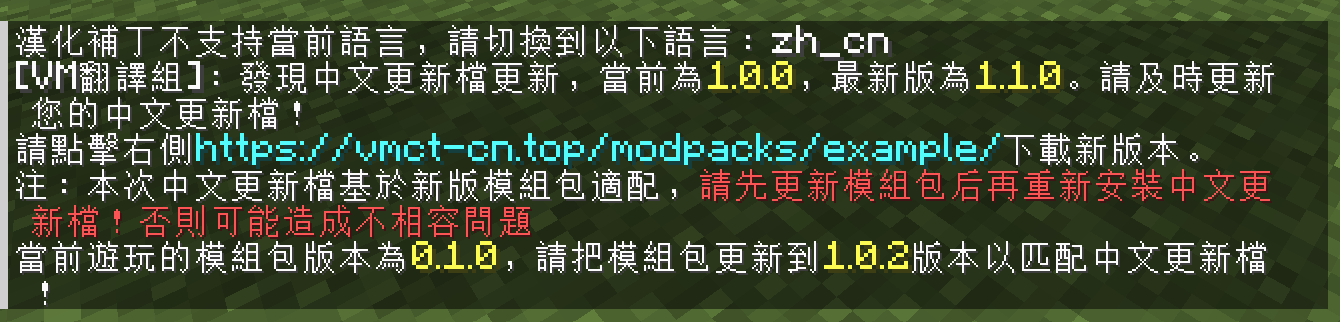 漢化補丁不支持當前語言，請切換到以下語言：zh_cn
[VM翻譯組]：發現中文更新檔更新，當前為1.0.0，最新版為1.1.0。請及時更新
您的中文更新檔！
請點擊右側https://vmct-cn.top/modpacks/example/下載新版本。
注：本次中文更新檔基於新版模組包適配，請先更新模組包后再重新安裝中文更
新檔！否則可能造成不相容問題
當前遊玩的模組包版本為0.1.0，請把模組包更新到1.0.2版本以匹配中文更新檔
！